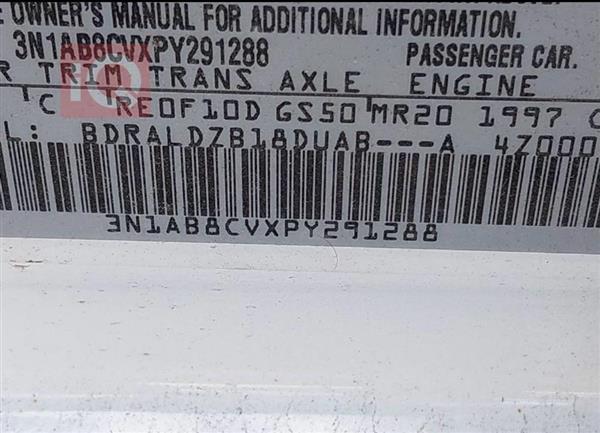 OWNER'S MANUAL FOR ADDITIONAL INFORMATION.
3N1AB8CVXPY291288 PASSENGER CAR.
R TRIM TRANS AXLE ENGINE
C RE0F10D GS50 MR20 1997 C
L: BDRALDZB18DUAB---A 4Z000
3N1AB8CVXPY291288